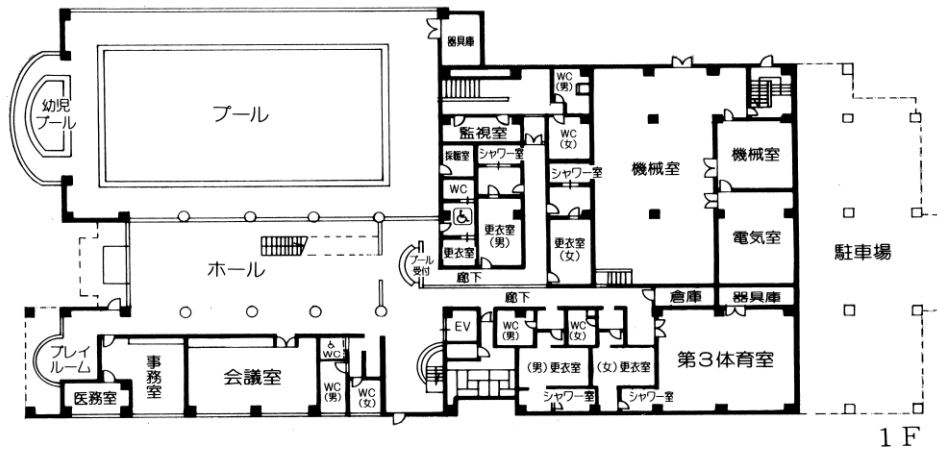 器具庫
幼児
プール
プール
WC
(男)
監視室
WC
(女)
採暖室
シャワー室
シャワー室
機械室
機械室
WC
更衣室
(男)
更衣室
(女)
更衣室
電気室
ホール
プール
受付
廊下
駐車場
廊下
倉庫
器具庫
EV
WC
(男)
WC
(女)
プレイ
ルーム
事務室
会議室
WC
WC
(男)
WC
(女)
(男)更衣室
(女)更衣室
第3体育室
医務室
シャワー室
シャワー室
1F